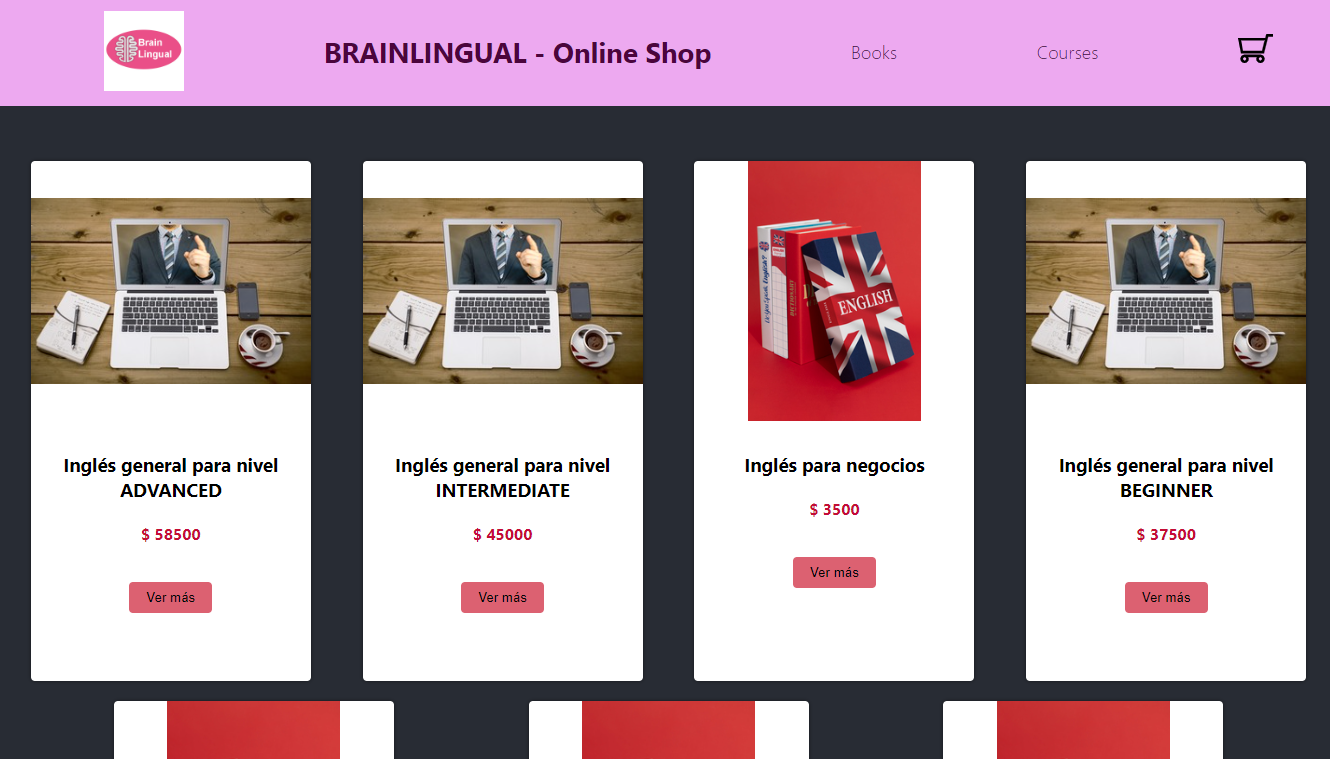 Brain
Lingual
BRAINLINGUAL - Online Shop
Books
Courses
ENGLISH
Inglés general para nivel
ADVANCED
$ 58500
Ver más
Inglés general para nivel
INTERMEDIATE
$ 45000
Ver más
Inglés para negocios
$ 3500
Ver más
Inglés general para nivel
BEGINNER
$ 37500
Ver más